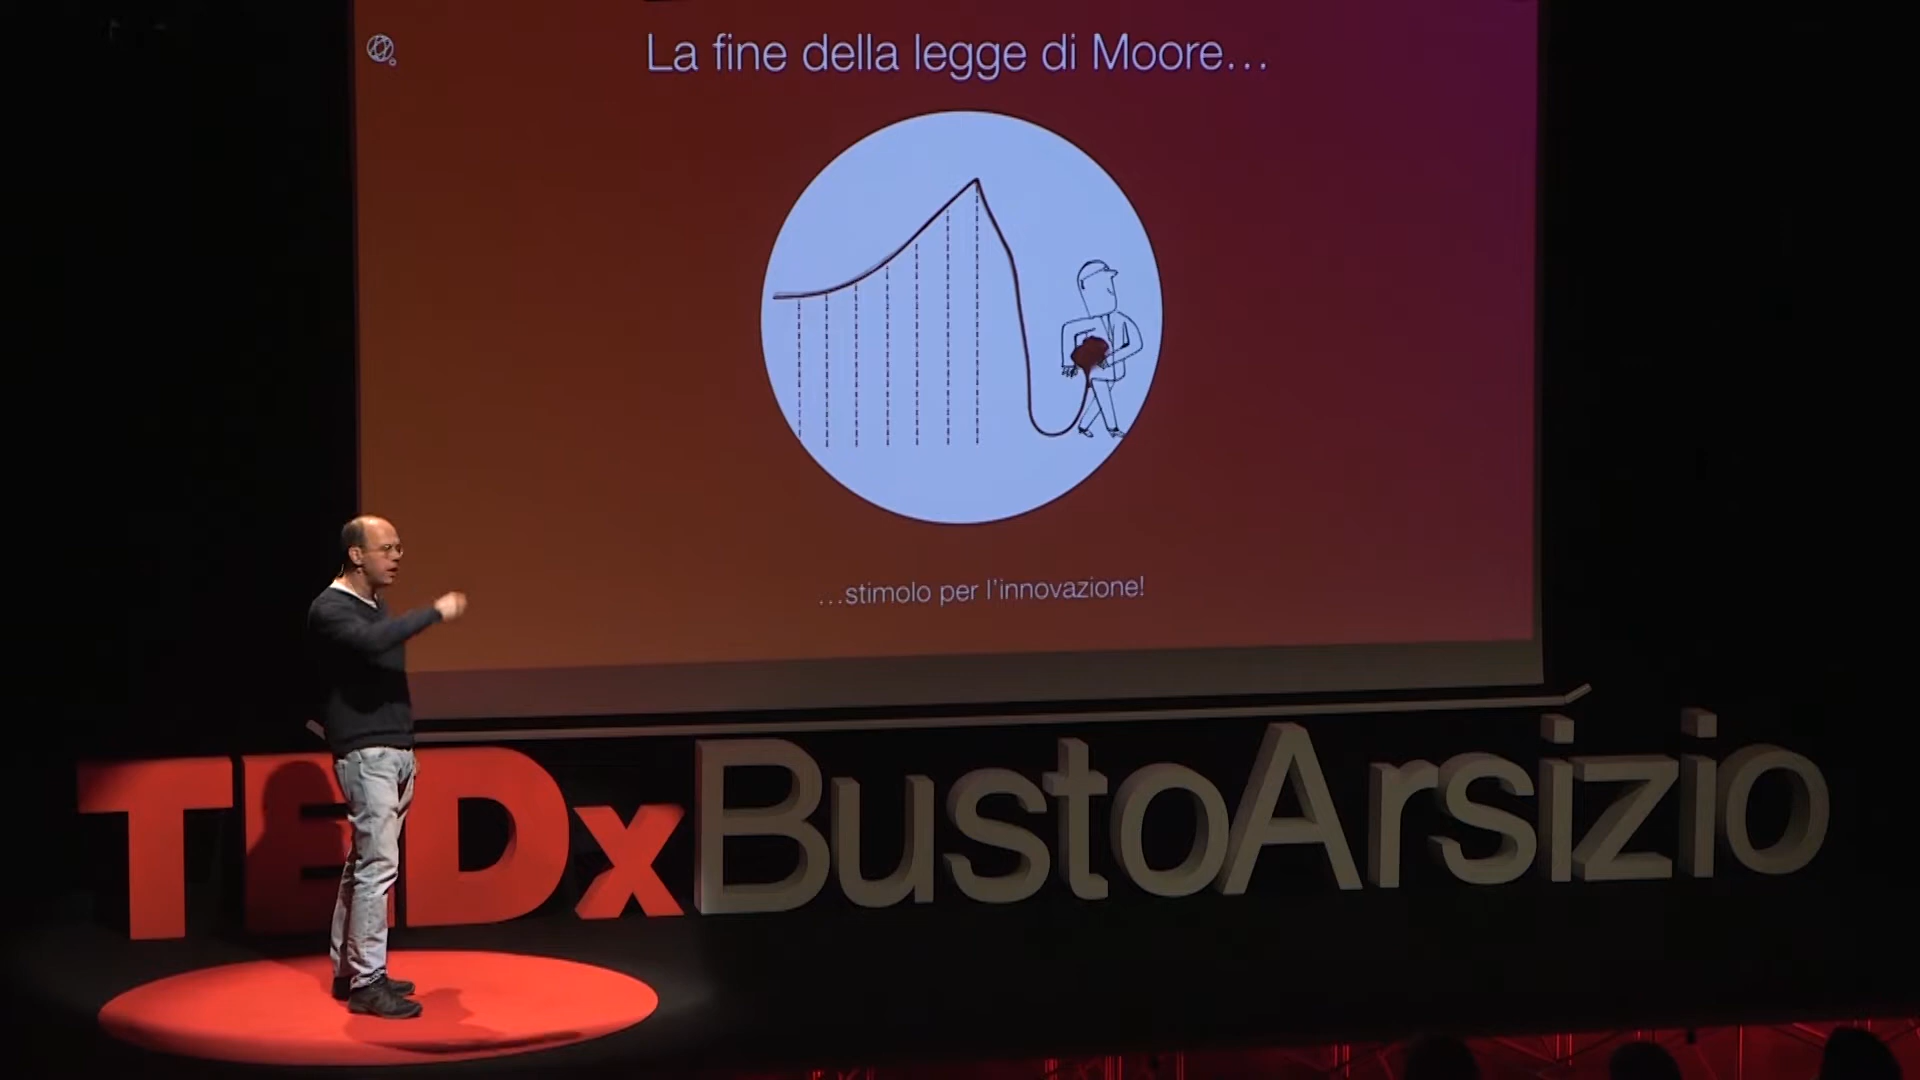 La fine della legge di Moore...
...stimolo per l'innovazione!
TEDxBustoArsizio